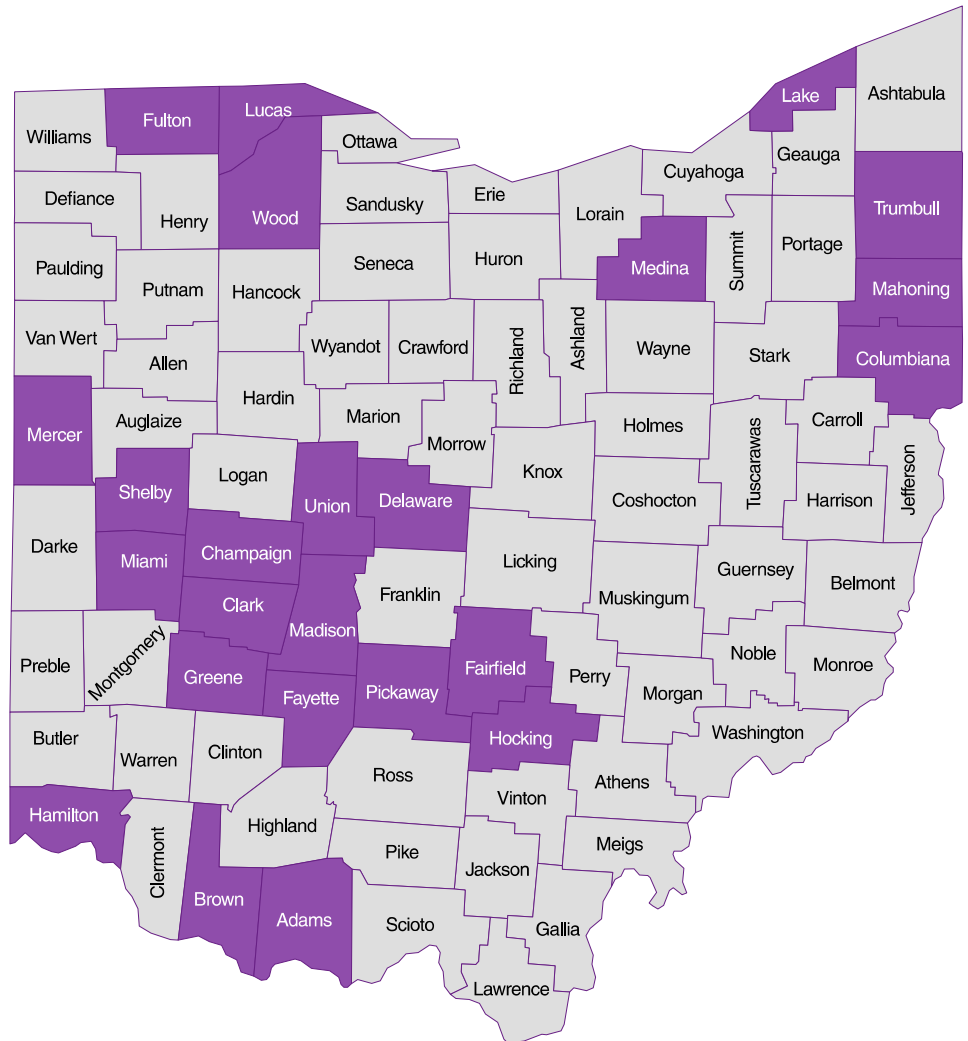 Williams
Fulton
Lucas
Ottawa
Lake
Ashtabula
Geauga
Cuyahoga
Defiance
Henry
Wood
Sandusky
Erie
Lorain
Trumbull
Paulding
Putnam
Hancock
Seneca
Huron
Medina
Summit
Portage
Mahoning
Van Wert
Allen
Wyandot
Crawford
Richland
Ashland
Wayne
Stark
Columbiana
Mercer
Auglaize
Hardin
Marion
Morrow
Holmes
Carroll
Tuscarawas
Jefferson
Shelby
Logan
Union
Delaware
Knox
Coshocton
Harrison
Darke
Miami
Champaign
Licking
Guernsey
Belmont
Clark
Franklin
Muskingum
Madison
Preble
Montgomery
Greene
Fayette
Pickaway
Fairfield
Perry
Morgan
Noble
Monroe
Butler
Warren
Clinton
Hocking
Washington
Ross
Athens
Hamilton
Clermont
Highland
Vinton
Pike
Jackson
Meigs
Brown
Adams
Scioto
Gallia
Lawrence